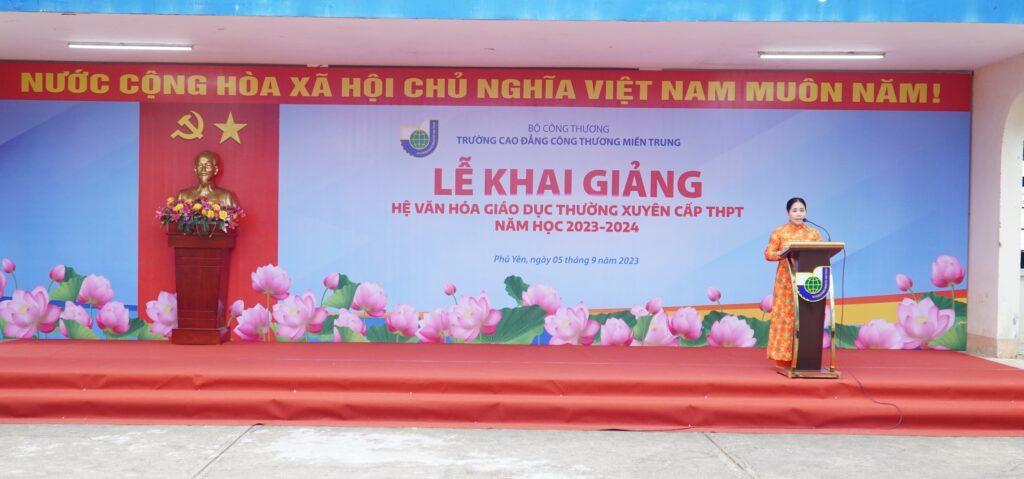 NƯỚC CỘNG HÒA XÃ HỘI CHỦ NGHĨA VIỆT NAM MUÔN NĂM!
BỘ CÔNG THƯƠNG
TRƯỜNG CAO ĐẲNG CÔNG THƯƠNG MIỀN TRUNG
LỄ KHAI GIẢNG
HỆ VĂN HÓA GIÁO DỤC THƯỜNG XUYÊN CẤP THPT
NĂM HỌC 2023-2024
Phú Yên, ngày 05 tháng 9 năm 2023